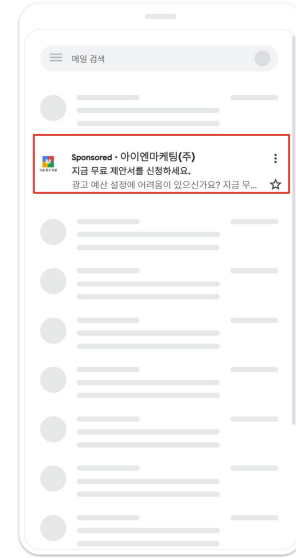 메일 검색
Sponsored · 아이엔마케팅(주)
지금 무료 제안서를 신청하세요.
광고 예산 설정에 어려움이 있으신가요? 지금 무...